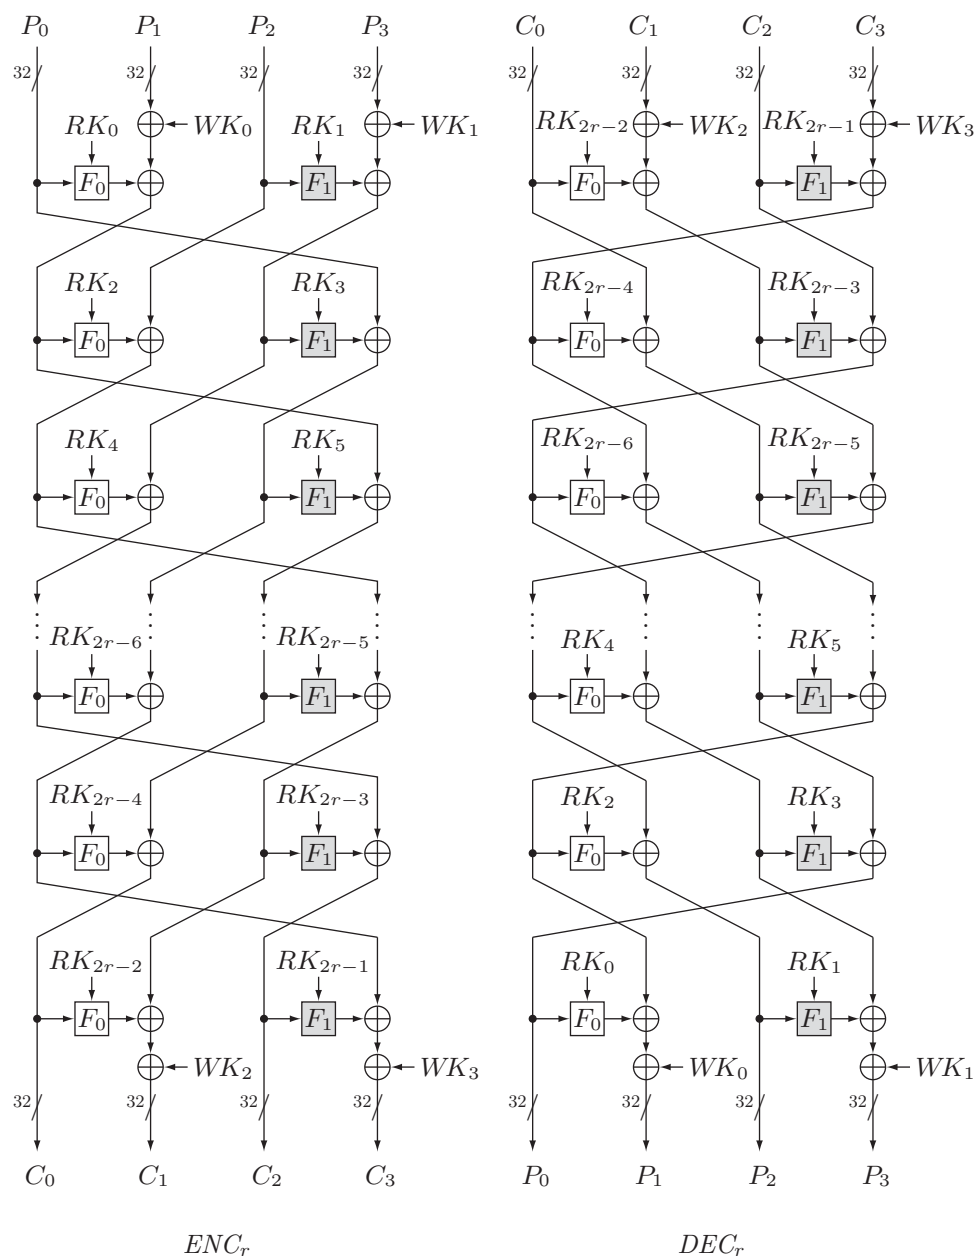 P₀ P₁ P₂ P₃ C₀ C₁ C₂ C₃
32 32 32 32 32 32 32 32
RK₀ WK₀ RK₁ WK₁ RK₂ᵣ₋₂ WK₂ RK₂ᵣ₋₁ WK₃
F₀ F₁ F₀ F₁
RK₂ RK₃ RK₂ᵣ₋₄ RK₂ᵣ₋₃
F₀ F₁ F₀ F₁
RK₄ RK₅ RK₂ᵣ₋₆ RK₂ᵣ₋₅
F₀ F₁ F₀ F₁
RK₂ᵣ₋₆ RK₂ᵣ₋₅ RK₄ RK₅
F₀ F₁ F₀ F₁
RK₂ᵣ₋₄ RK₂ᵣ₋₃ RK₂ RK₃
F₀ F₁ F₀ F₁
RK₂ᵣ₋₂ RK₂ᵣ₋₁ RK₀ RK₁
F₀ F₁ F₀ F₁
WK₂ WK₃ WK₀ WK₁
32 32 32 32 32 32 32 32
C₀ C₁ C₂ C₃ P₀ P₁ P₂ P₃
ENCᵣ DECᵣ